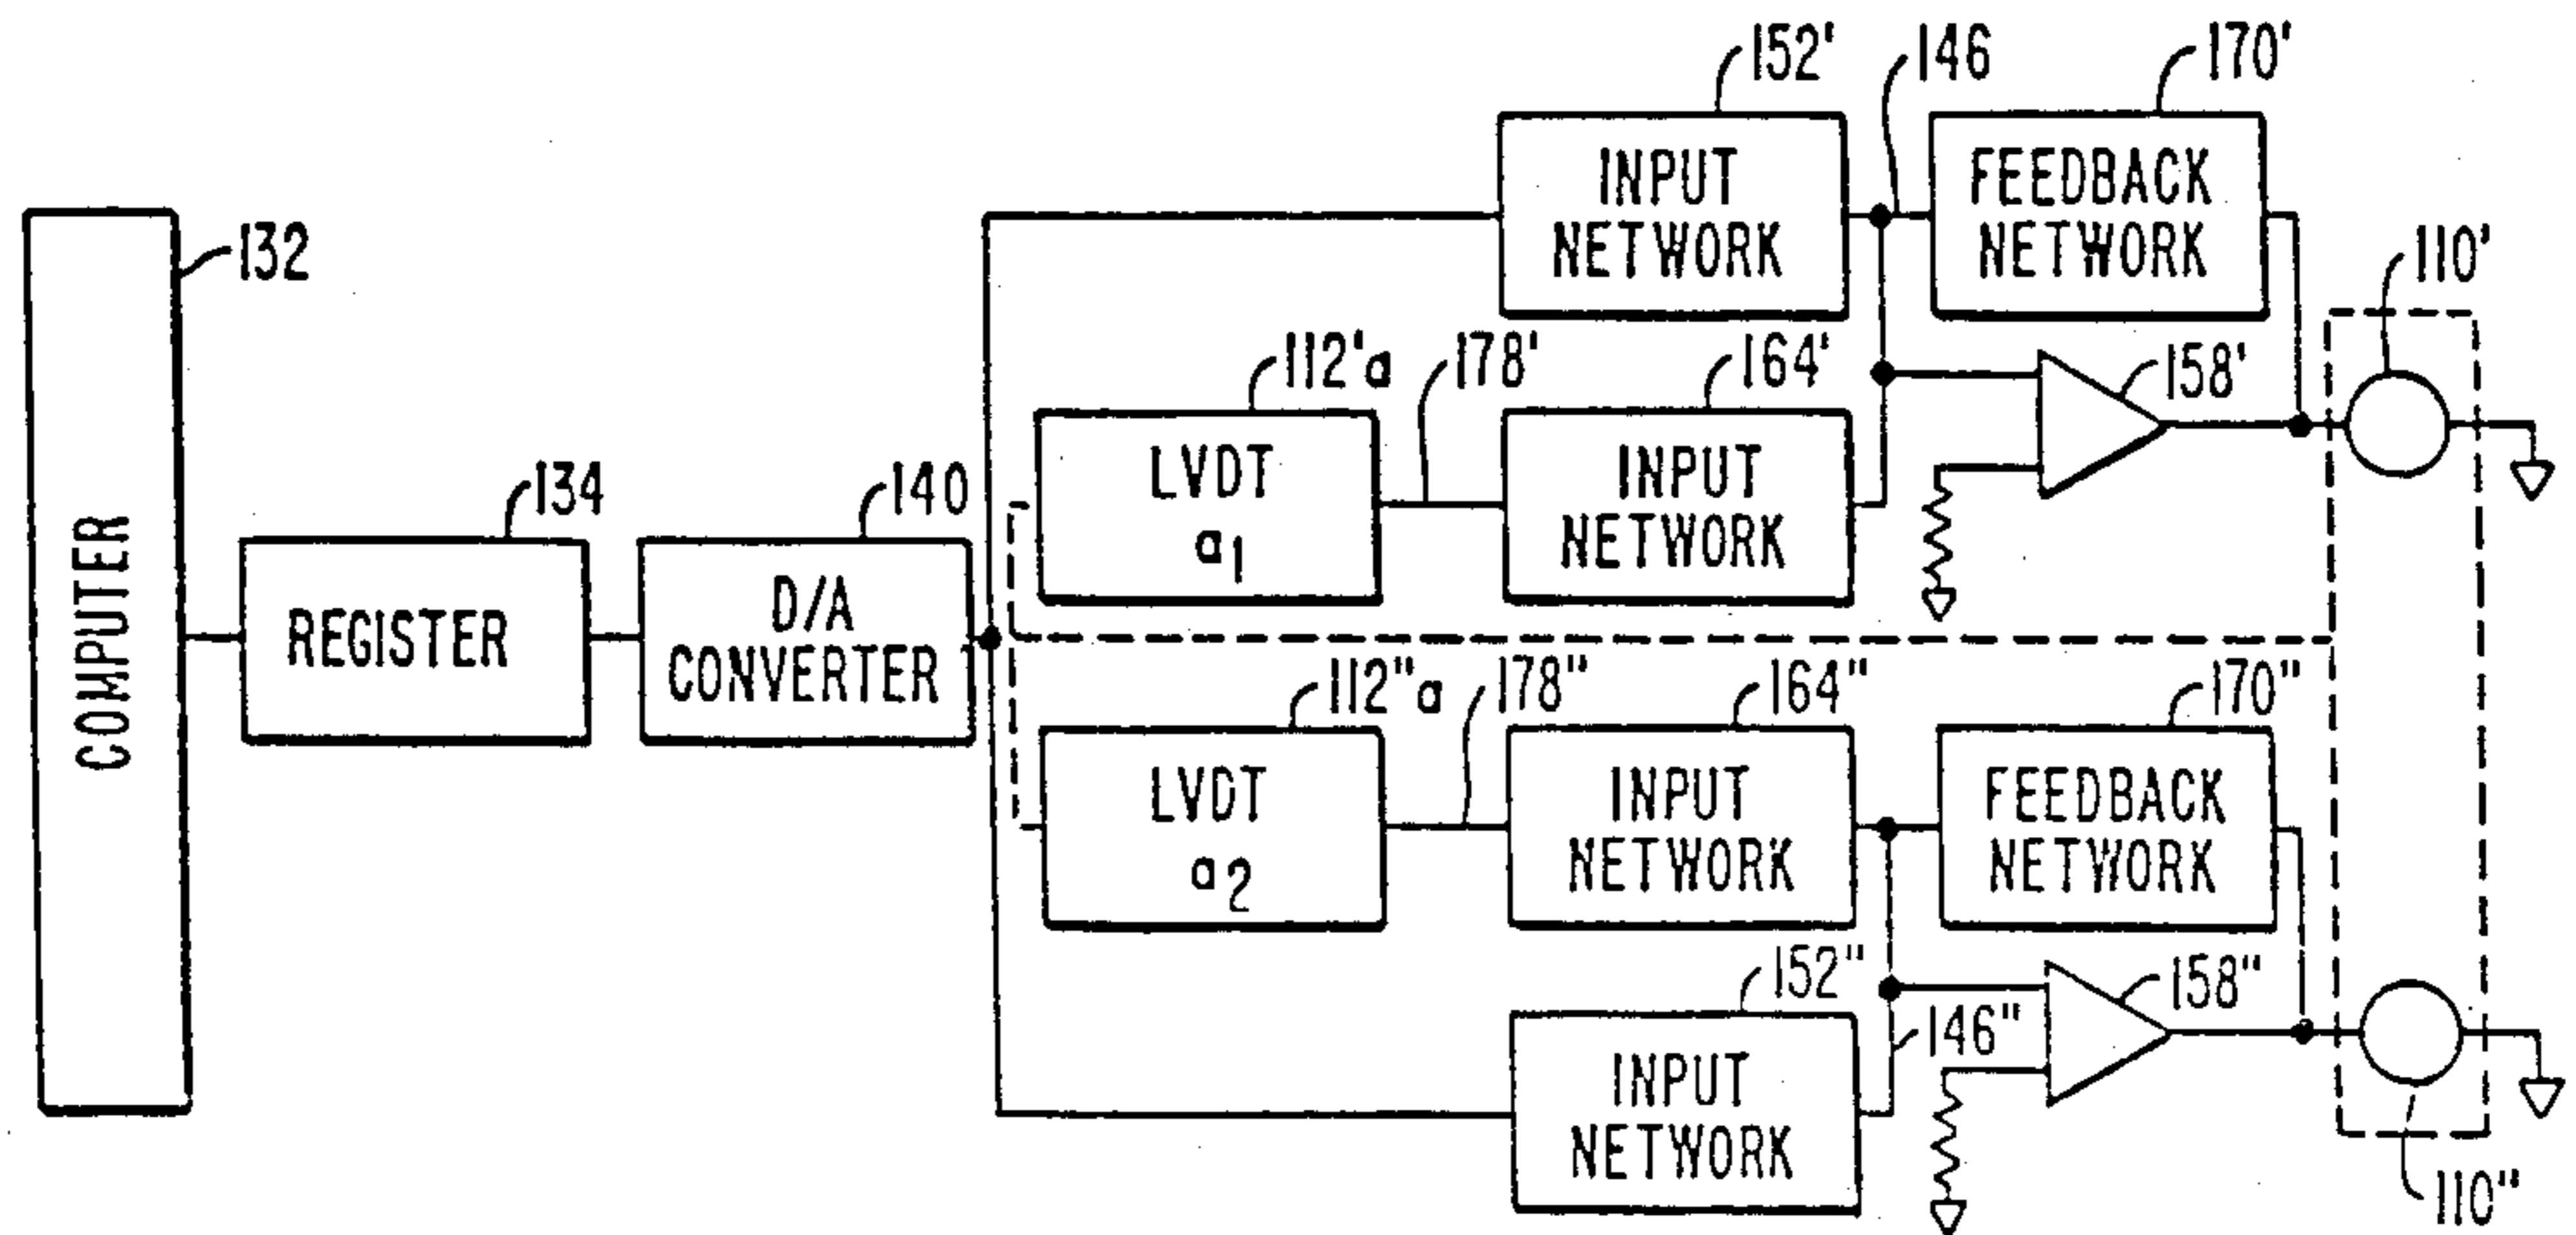 152'
146
170'
132
INPUT
NETWORK
FEEDBACK
NETWORK
110'
112'a
178'
164'
158'
COMPUTER
134
140
LVDT
a1
INPUT
NETWORK
REGISTER
D/A
CONVERTER
112"a
178"
164"
170"
LVDT
a2
INPUT
NETWORK
FEEDBACK
NETWORK
152"
146"
158"
INPUT
NETWORK
110"